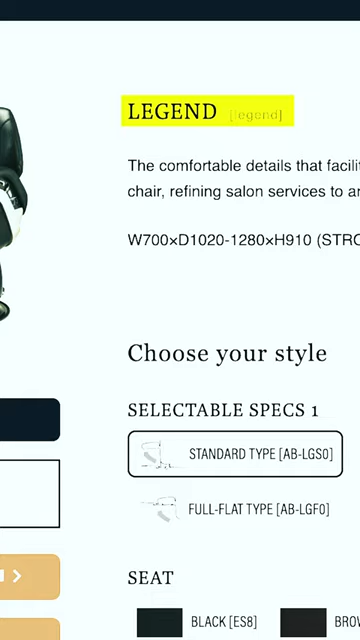 LEGEND [legend]
The comfortable details that facilit
chair, refining salon services to a
W700×D1020-1280×H910 (STRO
Choose your style
SELECTABLE SPECS 1
STANDARD TYPE [AB-LGS0]
FULL-FLAT TYPE [AB-LGF0]
SEAT
BLACK [ES8] BROW